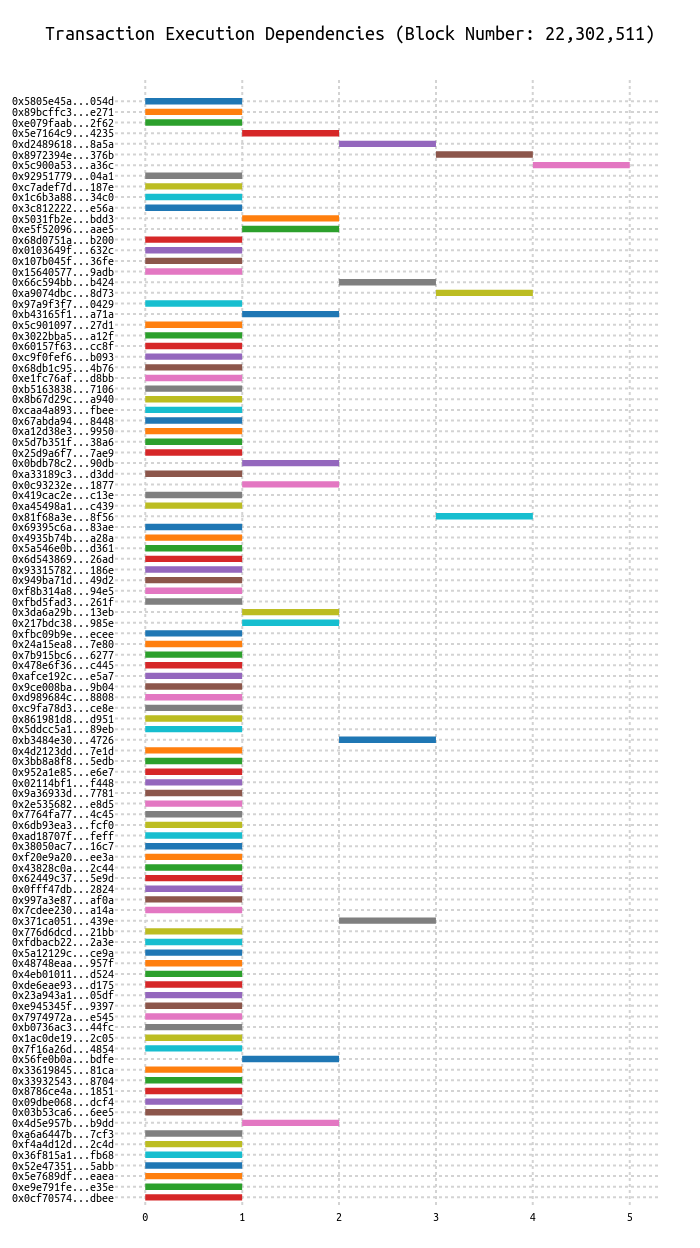 Transaction Execution Dependencies (Block Number: 22,302,511)
0x5805e45a...054d
0x89bcffc3...e271
0xe079faab...2f62
0x5e7164c9...4235
0xd2489618...8a5a
0x8972394e...376b
0x5c900a53...a36c
0x92951779...04a1
0xc7adef7d...187e
0x1c6b3a88...34c0
0x3c812222...e56a
0x5031fb2e...bdd3
0xe5f52096...aae5
0x68d0751a...b200
0x0103649f...632c
0x107b045f...36fe
0x15640577...9adb
0x66c594bb...b424
0xa9074dbc...8d73
0x97a9f3f7...0429
0xb43165f1...a71a
0x5c901097...27d1
0x3022bba5...a12f
0x60157f63...cc8f
0xc9f0fef6...b093
0x68db1c95...4b76
0xe1fc76af...d8bb
0xb5163838...7106
0x8b67d29c...a940
0xcaa4a893...fbee
0x67abda94...8448
0xa12d38e3...9950
0x5d7b351f...38a6
0x25d9a6f7...7ae9
0x0bdb78c2...90db
0xa33189c3...d3dd
0x0c93232e...1877
0x419cac2e...c13e
0xa45498a1...c439
0x81f68a3e...8f56
0x69395c6a...83ae
0x4935b74b...a28a
0x5a546e0b...d361
0x6d543869...26ad
0x93315782...186e
0x949ba71d...49d2
0xf8b314a8...94e5
0xfbd5fad3...261f
0x3da6a29b...13eb
0x217bdc38...985e
0xfbc09b9e...ecee
0x24a15ea8...7e80
0x7b915bc6...6277
0x478e6f36...c445
0xafce192c...e5a7
0x9ce008ba...9b04
0xd989684c...8808
0xc9fa78d3...ce8e
0x861981d8...d951
0x5ddcc5a1...89eb
0xb3484e30...4726
0x4d2123dd...7e1d
0x3bb8a8f8...5edb
0x952a1e85...e6e7
0x02114bf1...f448
0x9a36933d...7781
0x2e535682...e8d5
0x7764fa77...4c45
0x6db93ea3...fcf0
0xad18707f...feff
0x38050ac7...16c7
0xf20e9a20...ee3a
0x43828c0a...2c44
0x62449c37...5e9d
0x0fff47db...2824
0x997a3e87...af0a
0x7cdee230...a14a
0x371ca051...439e
0x776d6dcd...21bb
0xfdbacb22...2a3e
0x5a12129c...ce9a
0x48748eaa...957f
0x4eb01011...d524
0xde6eae93...d175
0x23a943a1...05df
0xe945345f...9397
0x7974972a...e545
0xb0736ac3...44fc
0x1ac0de19...2c05
0x7f16a26d...4854
0x56fe0b0a...bdfe
0x33619845...81ca
0x33932543...8704
0x8786ce4a...1851
0x09dbe068...dcf4
0x03b53ca6...6ee5
0x4d5e957b...b9dd
0xa6a6447b...7cf3
0xf4a4d12d...2c4d
0x36f815a1...fb68
0x52e47351...5abb
0x5e7689df...eaea
0xe9e791fe...e35e
0x0cf70574...dbee
0 1 2 3 4 5